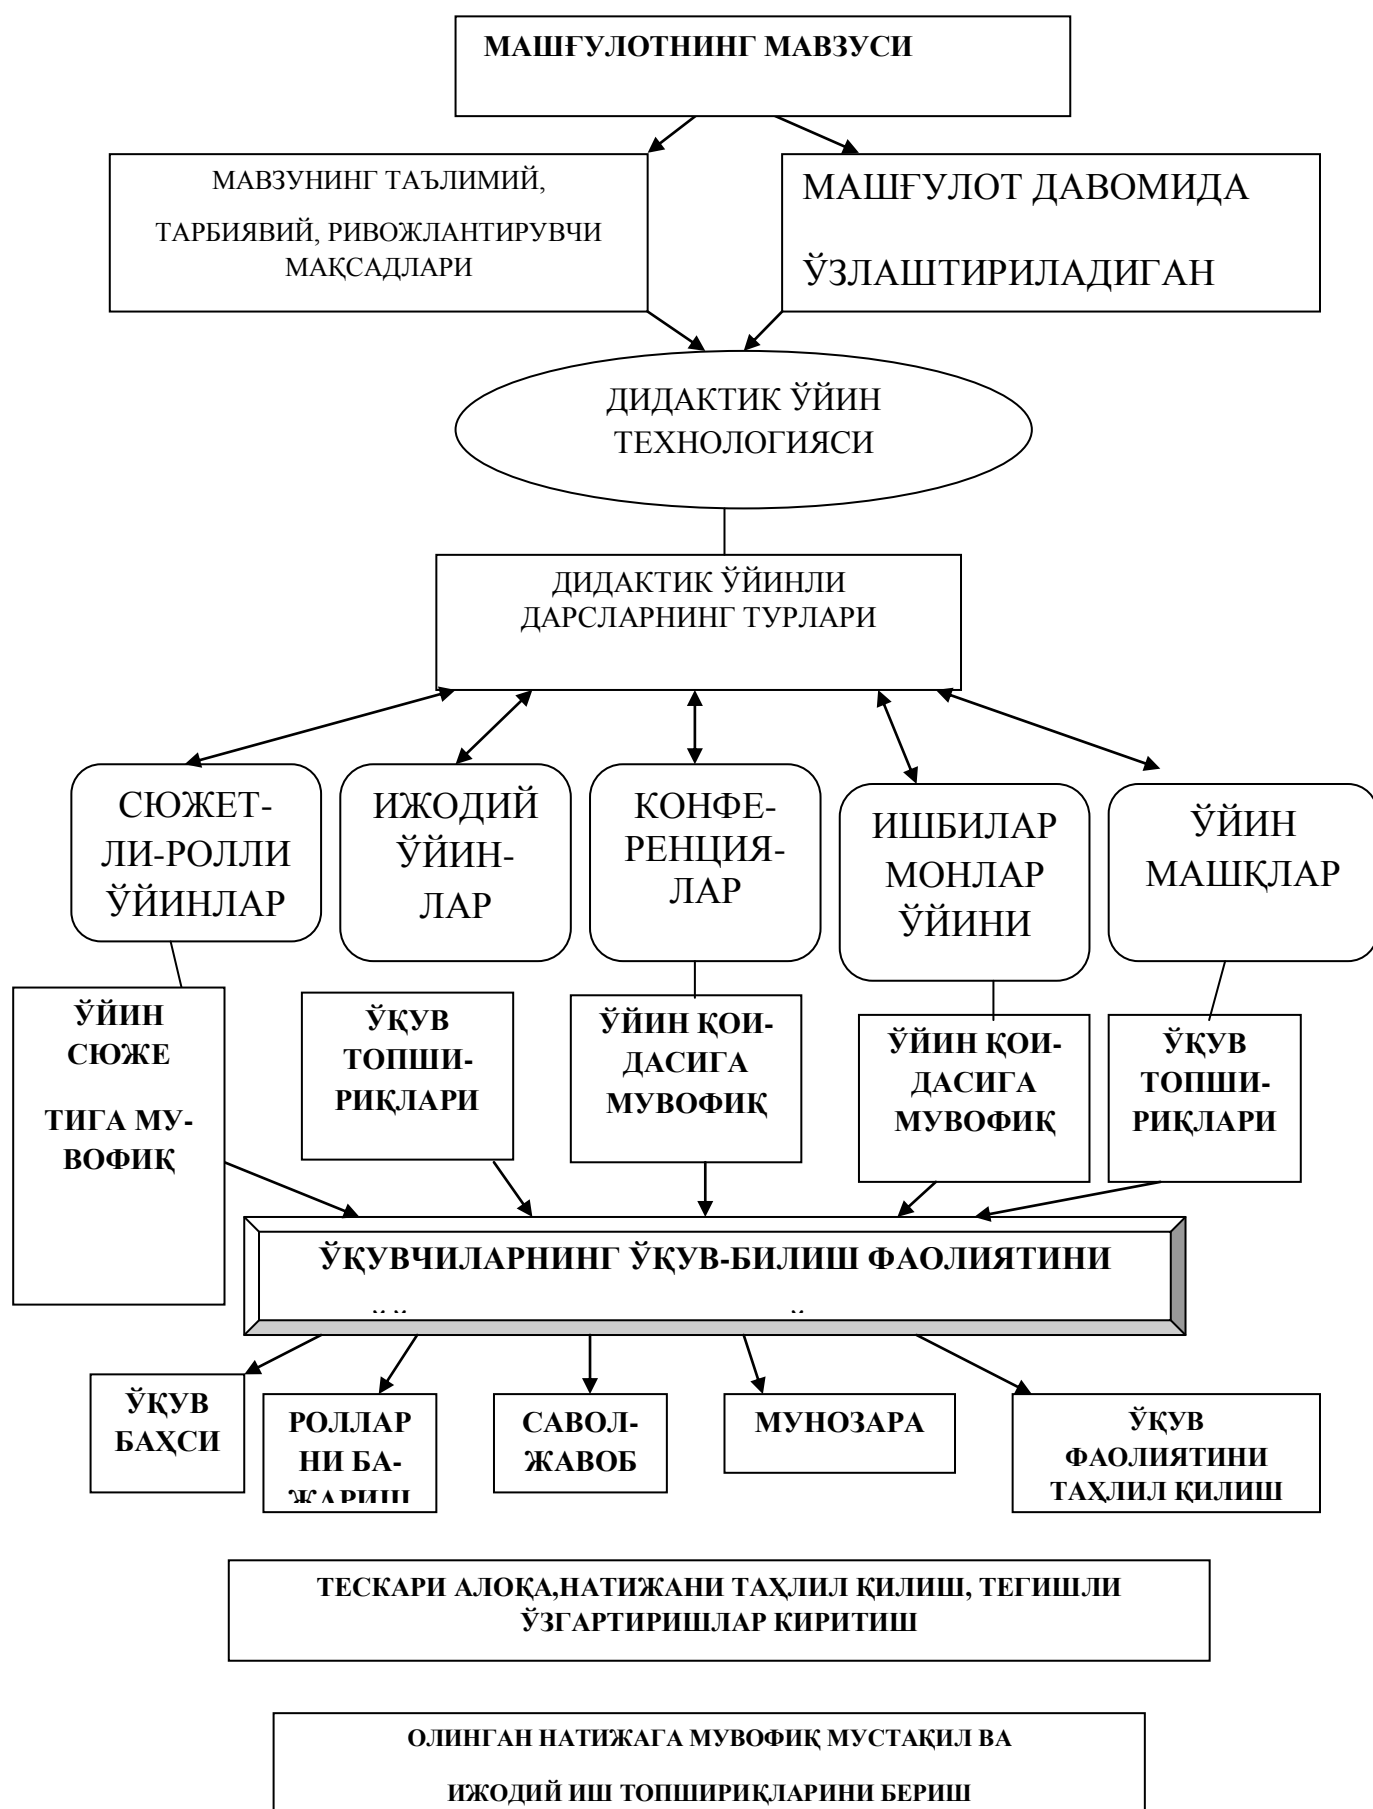 МАШҒУЛОТНИНГ МАВЗУСИ
МАВЗУНИНГ ТАЪЛИМИЙ,
ТАРБИЯВИЙ, РИВОЖЛАНТИРУВЧИ
МАҚСАДЛАРИ
МАШҒУЛОТ ДАВОМИДА
ЎЗЛАШТИРИЛАДИГАН
ДИДАКТИК ЎЙИН
ТЕХНОЛОГИЯСИ
ДИДАКТИК ЎЙИНЛИ
ДАРСЛАРНИНГ ТУРЛАРИ
СЮЖЕТ-
ЛИ-РОЛЛИ
ЎЙИНЛАР
ИЖОДИЙ
ЎЙИН-
ЛАР
КОНФЕ-
РЕНЦИЯ-
ЛАР
ИШБИЛАР
МОНЛАР
ЎЙИНИ
ЎЙИН
МАШҚЛАР
ЎЙИН
СЮЖЕ
ТИГА МУ-
ВОФИҚ
ЎҚУВ
ТОПШИ-
РИҚЛАРИ
ЎЙИН ҚОИ-
ДАСИГА
МУВОФИҚ
ЎЙИН ҚОИ-
ДАСИГА
МУВОФИҚ
ЎҚУВ
ТОПШИ-
РИҚЛАРИ
ЎҚУВЧИЛАРНИНГ ЎҚУВ-БИЛИШ ФАОЛИЯТИНИ
ЎҚУВ
БАҲСИ
РОЛЛАР
НИ БА-
ЖАРИШ
САВОЛ-
ЖАВОБ
МУНОЗАРА
ЎҚУВ
ФАОЛИЯТИНИ
ТАҲЛИЛ ҚИЛИШ
ТЕСКАРИ АЛОҚА,НАТИЖАНИ ТАҲЛИЛ ҚИЛИШ, ТЕГИШЛИ
ЎЗГАРТИРИШЛАР КИРИТИШ
ОЛИНГАН НАТИЖАГА МУВОФИҚ МУСТАҚИЛ ВА
ИЖОДИЙ ИШ ТОПШИРИҚЛАРИНИ БЕРИШ